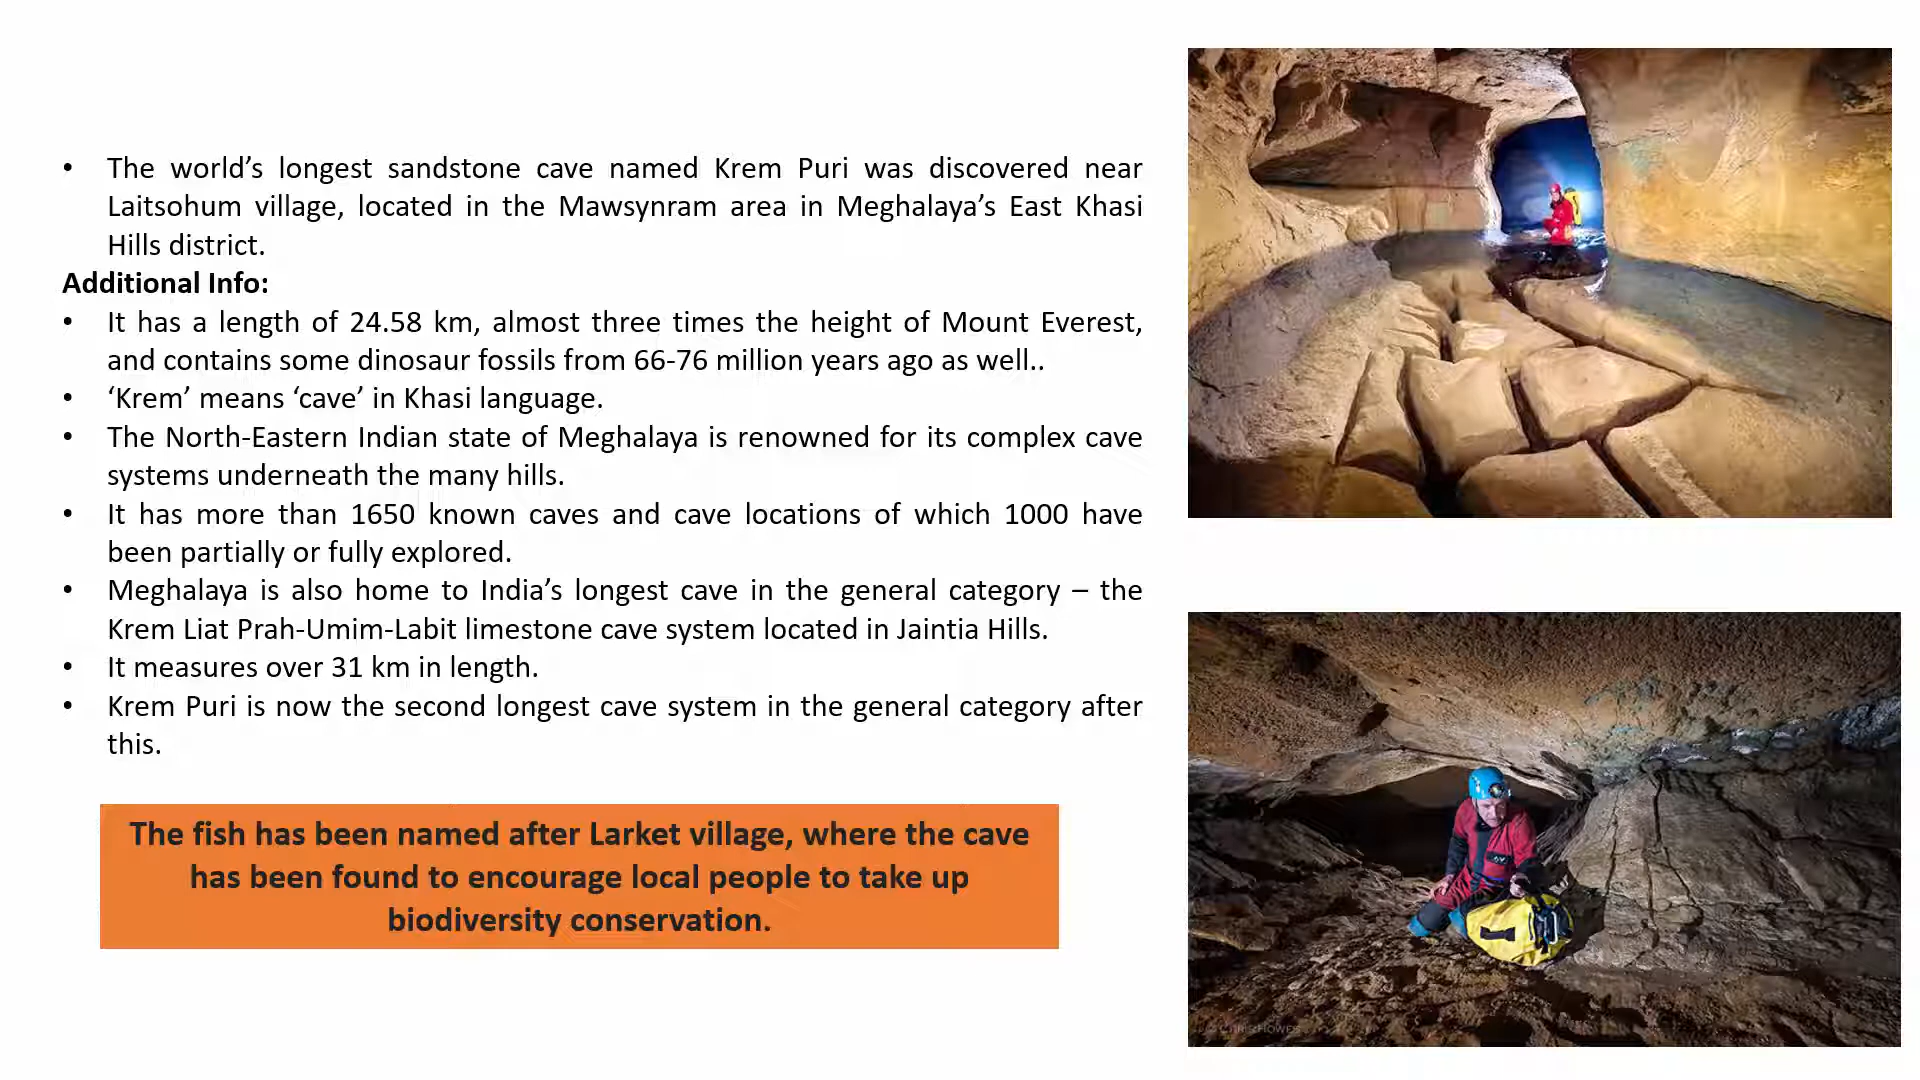 • The world’s longest sandstone cave named Krem Puri was discovered near
Laitsohum village, located in the Mawsynram area in Meghalaya’s East Khasi
Hills district.
Additional Info:
• It has a length of 24.58 km, almost three times the height of Mount Everest,
and contains some dinosaur fossils from 66-76 million years ago as well..
• ‘Krem’ means ‘cave’ in Khasi language.
• The North-Eastern Indian state of Meghalaya is renowned for its complex cave
systems underneath the many hills.
• It has more than 1650 known caves and cave locations of which 1000 have
been partially or fully explored.
• Meghalaya is also home to India’s longest cave in the general category – the
Krem Liat Prah-Umim-Labit limestone cave system located in Jaintia Hills.
• It measures over 31 km in length.
• Krem Puri is now the second longest cave system in the general category after
this.
The fish has been named after Larket village, where the cave
has been found to encourage local people to take up
biodiversity conservation.
© CHRIS HOWES